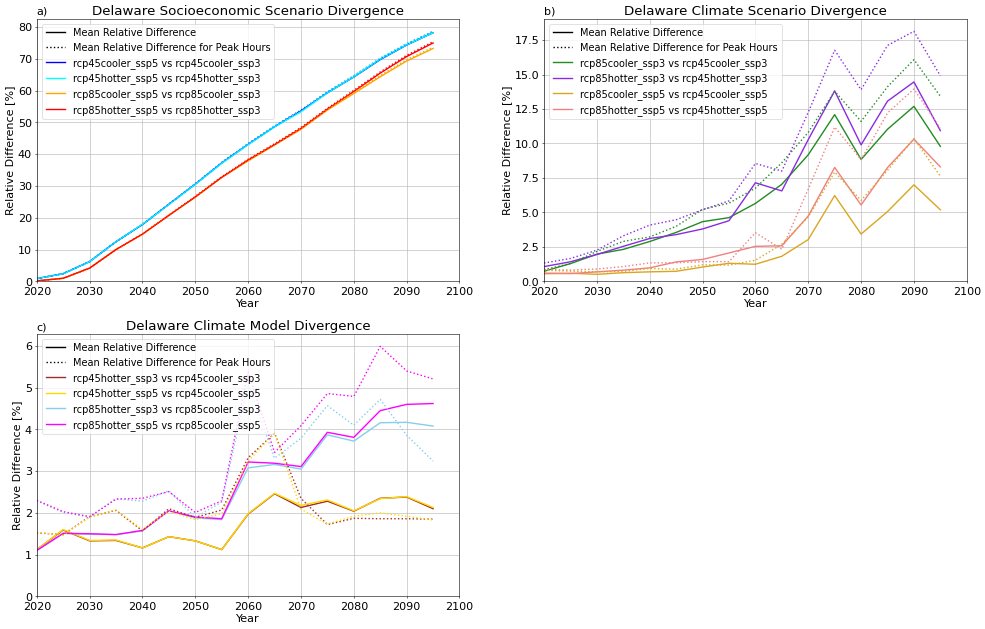 a)
Delaware Socioeconomic Scenario Divergence
Mean Relative Difference
Mean Relative Difference for Peak Hours
rcp45cooler_ssp5 vs rcp45cooler_ssp3
rcp45hotter_ssp5 vs rcp45hotter_ssp3
rcp85cooler_ssp5 vs rcp85cooler_ssp3
rcp85hotter_ssp5 vs rcp85hotter_ssp3
Relative Difference [%]
80
70
60
50
40
30
20
10
0
2020 2030 2040 2050 2060 2070 2080 2090 2100
Year
b)
Delaware Climate Scenario Divergence
Mean Relative Difference
Mean Relative Difference for Peak Hours
rcp85cooler_ssp3 vs rcp45cooler_ssp3
rcp85hotter_ssp3 vs rcp45hotter_ssp3
rcp85cooler_ssp5 vs rcp45cooler_ssp5
rcp85hotter_ssp5 vs rcp45hotter_ssp5
Relative Difference [%]
17.5
15.0
12.5
10.0
7.5
5.0
2.5
0.0
2020 2030 2040 2050 2060 2070 2080 2090 2100
Year
c)
Delaware Climate Model Divergence
Mean Relative Difference
Mean Relative Difference for Peak Hours
rcp45hotter_ssp3 vs rcp45cooler_ssp3
rcp45hotter_ssp5 vs rcp45cooler_ssp5
rcp85hotter_ssp3 vs rcp85cooler_ssp3
rcp85hotter_ssp5 vs rcp85cooler_ssp5
Relative Difference [%]
6
5
4
3
2
1
0
2020 2030 2040 2050 2060 2070 2080 2090 2100
Year